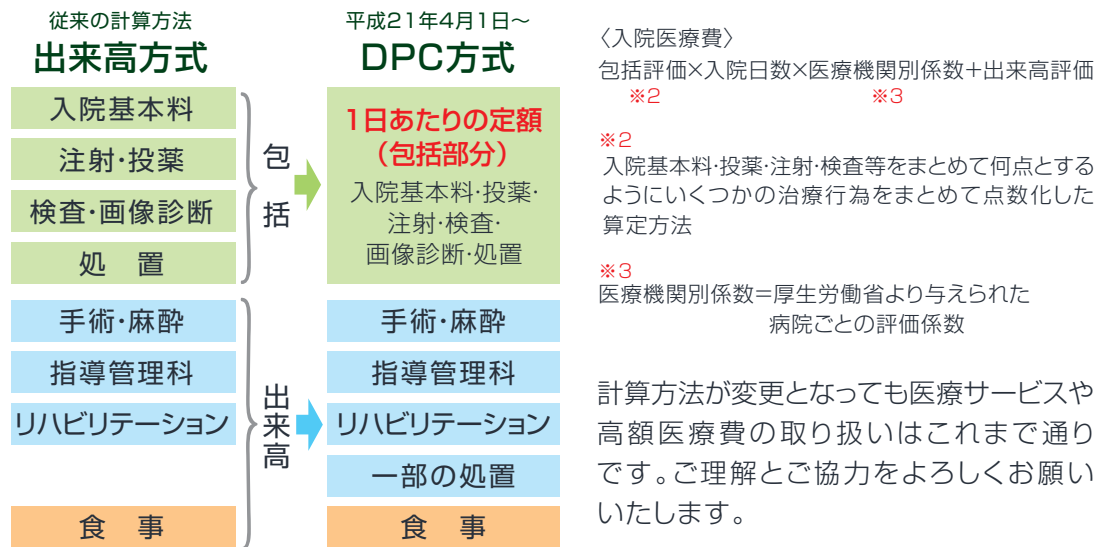 従来の計算方法
出来高方式
入院基本料
注射・投薬
検査・画像診断
処 置
包括
手術・麻酔
指導管理科
リハビリテーション
食 事
出来高
平成21年4月1日～
DPC方式
1日あたりの定額
（包括部分）
入院基本料・投薬・
注射・検査・
画像診断・処置
手術・麻酔
指導管理科
リハビリテーション
一部の処置
食 事
〈入院医療費〉
包括評価×入院日数×医療機関別係数＋出来高評価
※2 ※3
※2
入院基本料・投薬・注射・検査等をまとめて何点とする
ようにいくつかの治療行為をまとめて点数化した
算定方法
※3
医療機関別係数＝厚生労働省より与えられた
病院ごとの評価係数
計算方法が変更となっても医療サービスや
高額医療費の取り扱いはこれまで通り
です。ご理解とご協力をよろしくお願い
いたします。